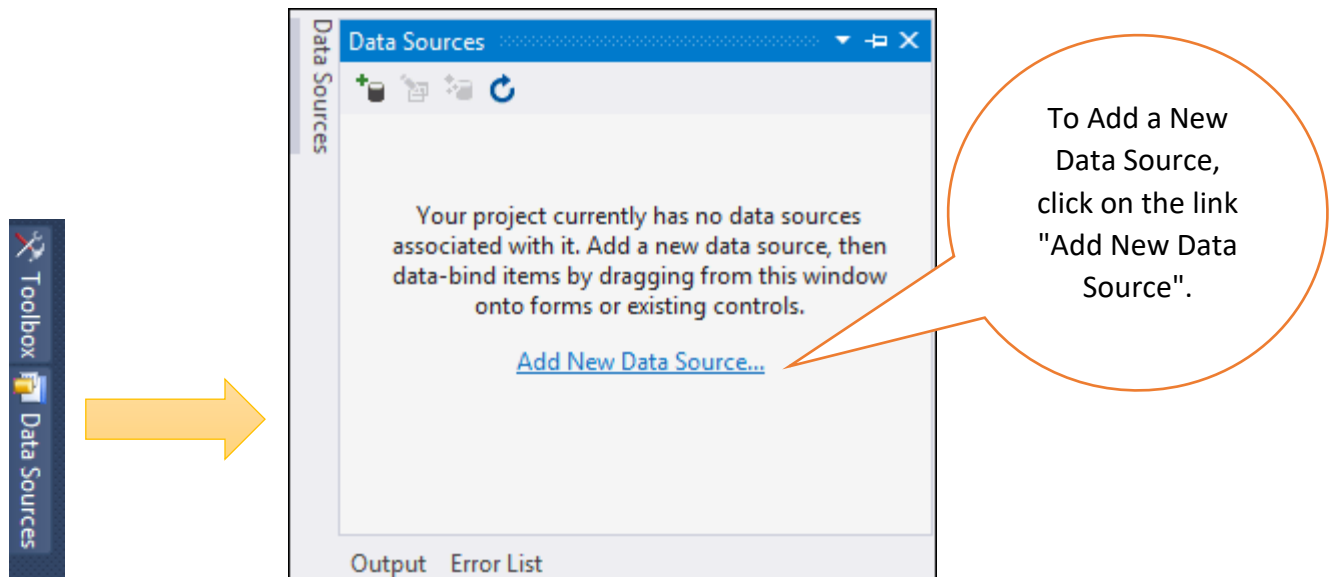 Toolbox
Data Sources
Data Sources
Data Sources
Your project currently has no data sources
associated with it. Add a new data source, then
data-bind items by dragging from this window
onto forms or existing controls.
Add New Data Source...
Output Error List
To Add a New
Data Source,
click on the link
"Add New Data
Source".